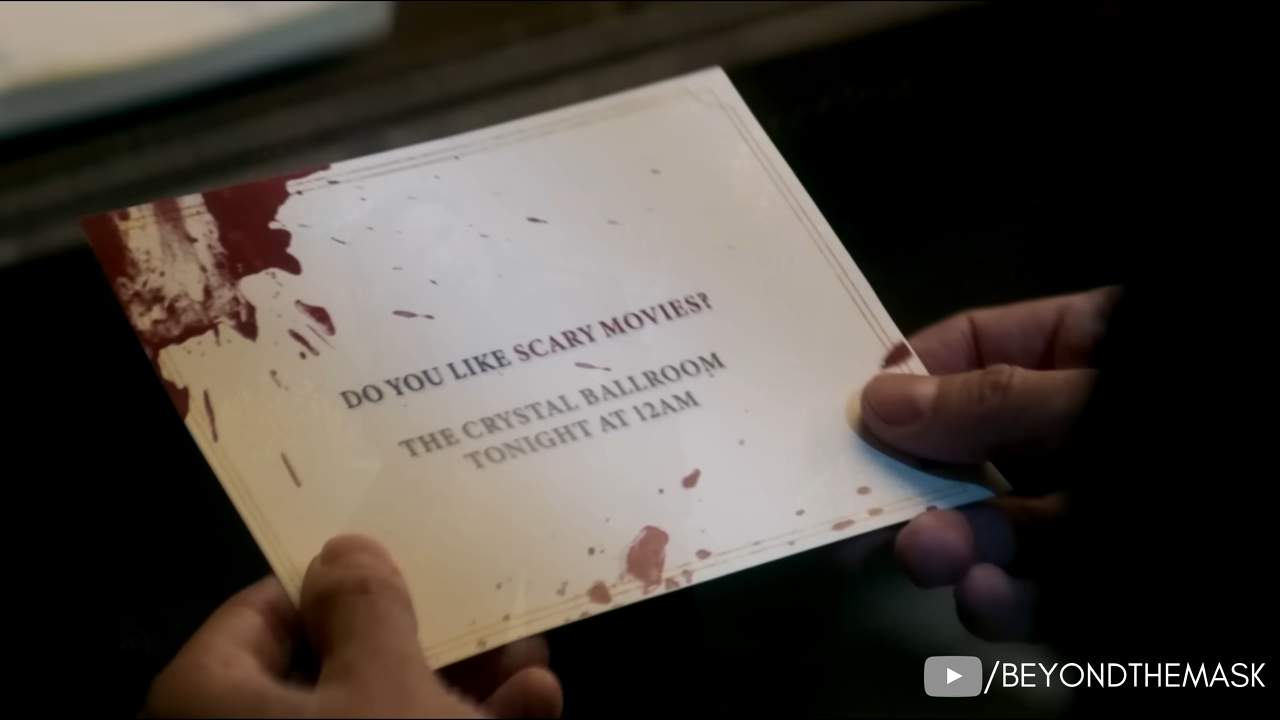 DO YOU LIKE SCARY MOVIES?
THE CRYSTAL BALLROOM
TONIGHT AT 12AM
/BEYONDTHEMASK